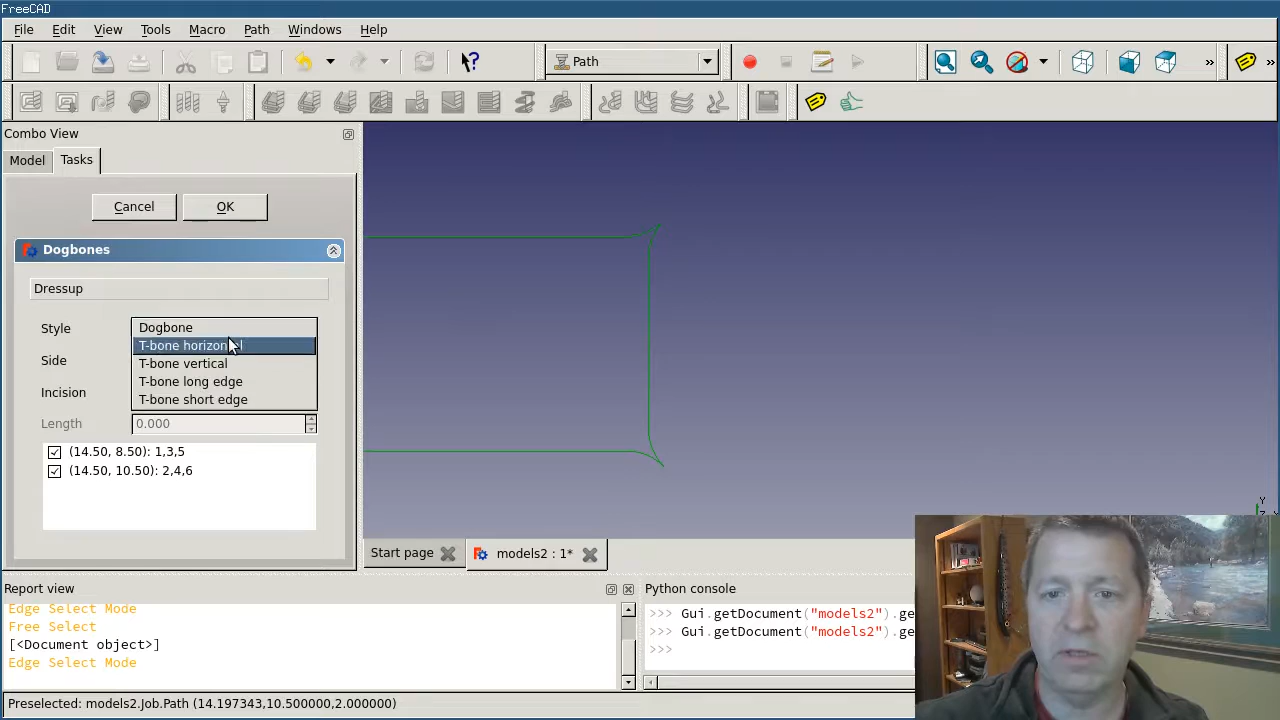 FreeCAD
File Edit View Tools Macro Path Windows Help
Path
»
»
Combo View
Model Tasks
Cancel OK
Dogbones
Dressup
Style
Dogbone
T-bone horizontal
T-bone vertical
T-bone long edge
T-bone short edge
Side
Incision
Length 0.000
(14.50, 8.50): 1,3,5
(14.50, 10.50): 2,4,6
Y
Z
Start page models2 : 1*
Report view
Edge Select Mode
Free Select
[<Document object>]
Edge Select Mode
Python console
>>> Gui.getDocument("models2").ge
>>> Gui.getDocument("models2").ge
>>>
Preselected: models2.Job.Path (14.197343,10.500000,2.000000)